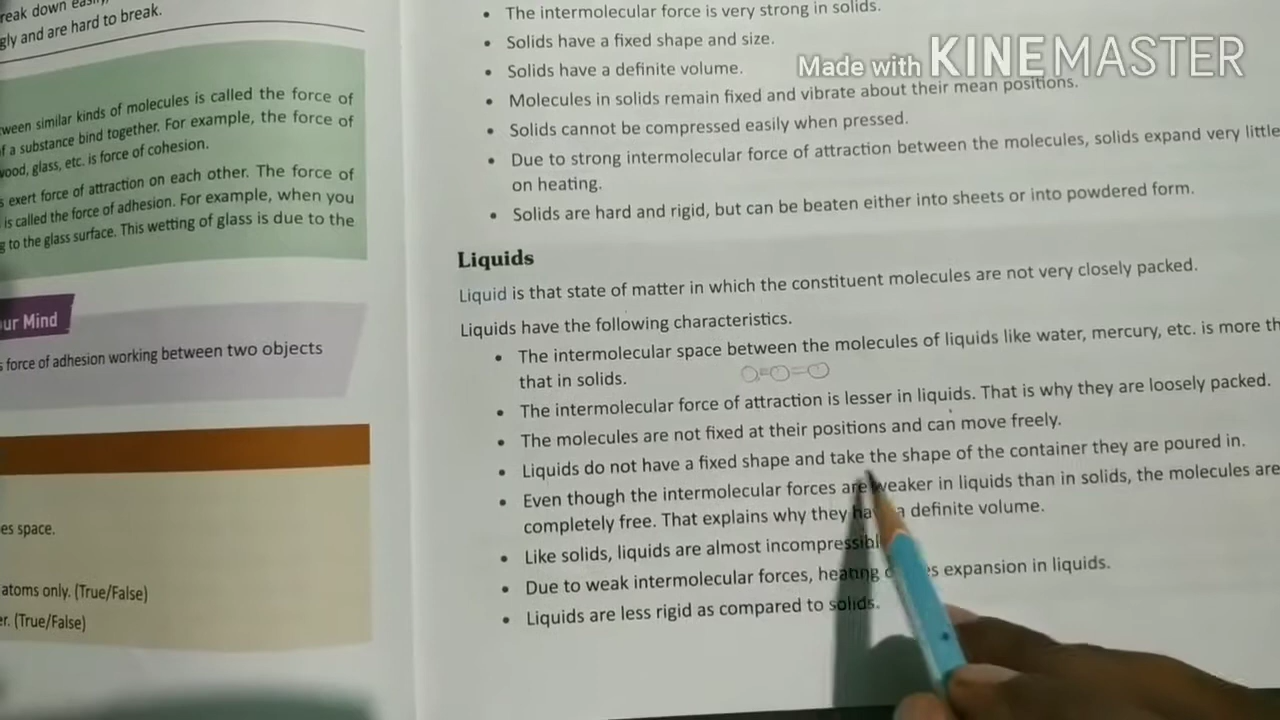 reak down easily,
gly and are hard to break.
ween similar kinds of molecules is called the force of
f a substance bind together. For example, the force of
wood, glass, etc. is force of cohesion.
s exert force of attraction on each other. The force of
is called the force of adhesion. For example, when you
g to the glass surface. This wetting of glass is due to the
ur Mind
s force of adhesion working between two objects
es space.
atoms only. (True/False)
er. (True/False)
• The intermolecular force is very strong in solids.
• Solids have a fixed shape and size.
• Solids have a definite volume.
Made with KINEMASTER
• Molecules in solids remain fixed and vibrate about their mean positions.
• Solids cannot be compressed easily when pressed.
• Due to strong intermolecular force of attraction between the molecules, solids expand very little
on heating.
• Solids are hard and rigid, but can be beaten either into sheets or into powdered form.
Liquids
Liquid is that state of matter in which the constituent molecules are not very closely packed.
Liquids have the following characteristics.
• The intermolecular space between the molecules of liquids like water, mercury, etc. is more th
that in solids.
• The intermolecular force of attraction is lesser in liquids. That is why they are loosely packed.
• The molecules are not fixed at their positions and can move freely.
• Liquids do not have a fixed shape and take the shape of the container they are poured in.
• Even though the intermolecular forces are weaker in liquids than in solids, the molecules are
completely free. That explains why they have a definite volume.
• Like solids, liquids are almost incompressibl
• Due to weak intermolecular forces, heating es expansion in liquids.
• Liquids are less rigid as compared to solids.